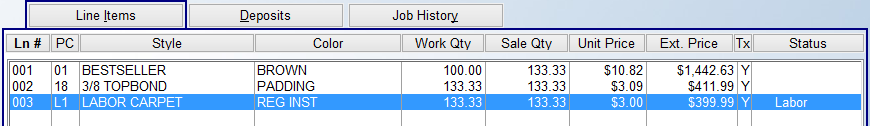 Line Items Deposits Job History
Ln # PC Style Color Work Qty Sale Qty Unit Price Ext. Price Tx Status
001 01 BESTSELLER BROWN 100.00 133.33 $10.82 $1,442.63 Y
002 18 3/8 TOPBOND PADDING 133.33 133.33 $3.09 $411.99 Y
003 L1 LABOR CARPET REG INST 133.33 133.33 $3.00 $399.99 Y Labor